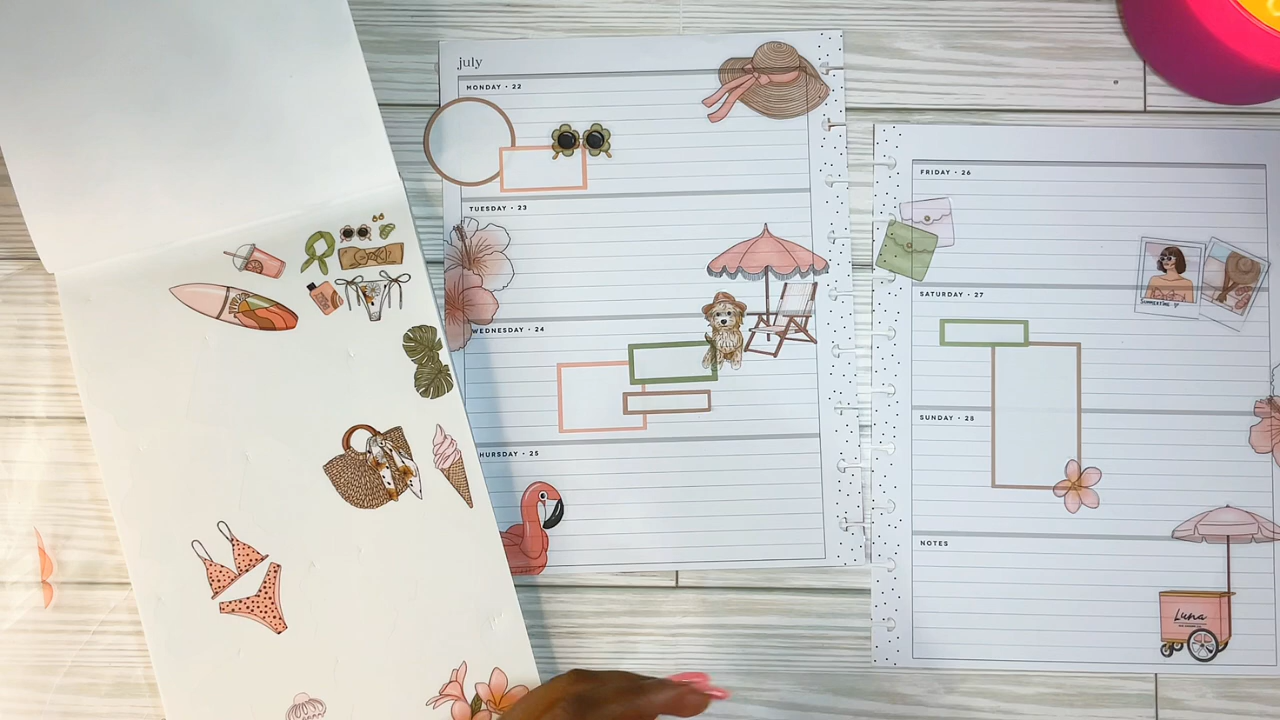 july
MONDAY • 22
TUESDAY • 23
WEDNESDAY • 24
HURSDAY • 25
FRIDAY • 26
SATURDAY • 27
SUNDAY • 28
NOTES
Luna